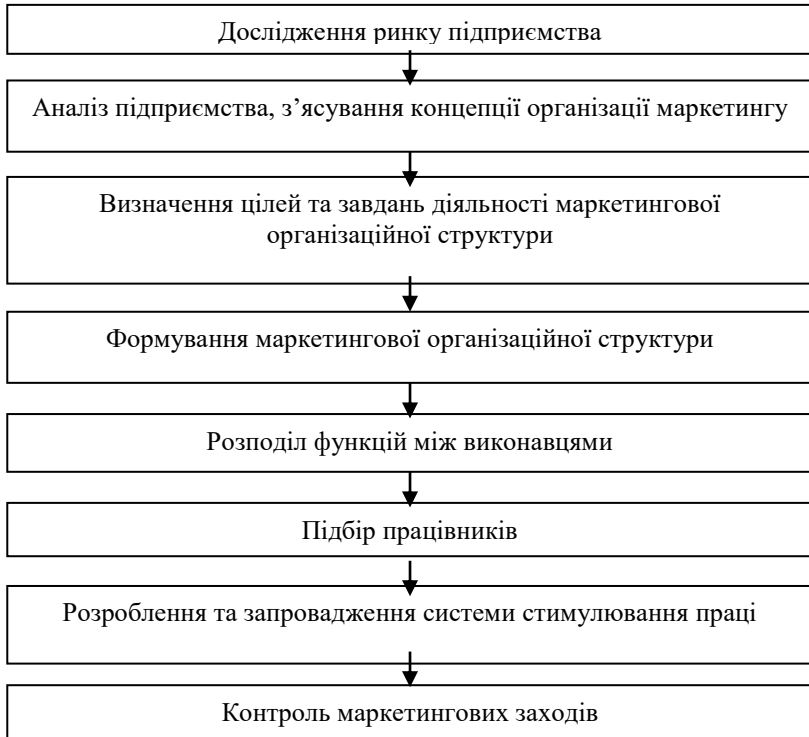 Дослідження ринку підприємства
Аналіз підприємства, з’ясування концепції організації маркетингу
Визначення цілей та завдань діяльності маркетингової
організаційної структури
Формування маркетингової організаційної структури
Розподіл функцій між виконавцями
Підбір працівників
Розроблення та запровадження системи стимулювання праці
Контроль маркетингових заходів